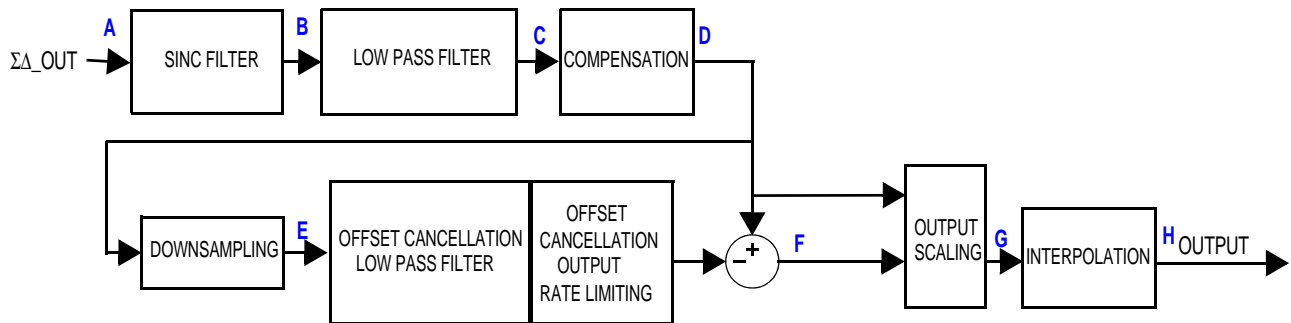 A
B
C
D
ΣΔ_OUT
SINC FILTER
LOW PASS FILTER
COMPENSATION
E
DOWNSAMPLING
OFFSET CANCELLATION
LOW PASS FILTER
OFFSET
CANCELLATION
OUTPUT
RATE LIMITING
+
−
F
OUTPUT
SCALING
G
INTERPOLATION
H
OUTPUT